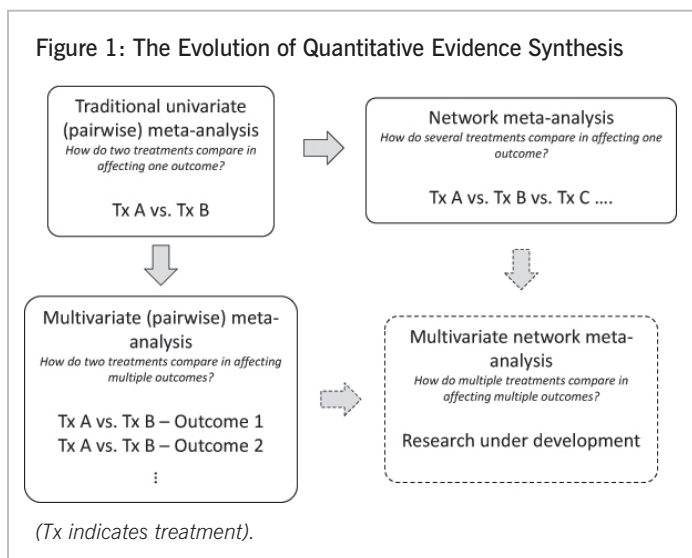 Figure 1: The Evolution of Quantitative Evidence Synthesis
Traditional univariate
(pairwise) meta-analysis
How do two treatments compare in
affecting one outcome?
Tx A vs. Tx B
Network meta-analysis
How do several treatments compare in affecting one
outcome?
Tx A vs. Tx B vs. Tx C ....
Multivariate (pairwise) meta-
analysis
How do two treatments compare in affecting
multiple outcomes?
Tx A vs. Tx B – Outcome 1
Tx A vs. Tx B – Outcome 2
⋮
Multivariate network meta-
analysis
How do multiple treatments compare in
affecting multiple outcomes?
Research under development
(Tx indicates treatment).